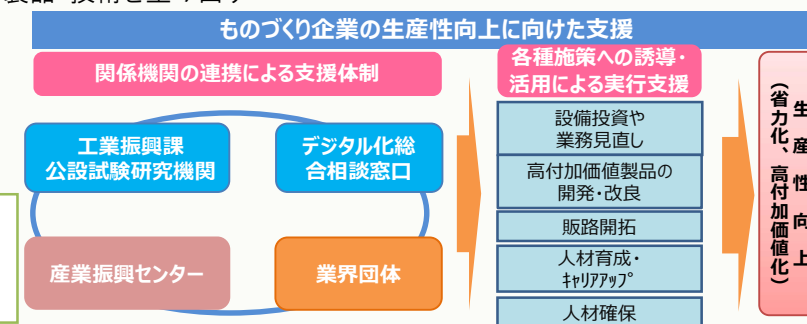 ものづくり企業の生産性向上に向けた支援
関係機関の連携による支援体制
工業振興課
公設試験研究機関
デジタル化総
合相談窓口
産業振興センター
業界団体
各種施策への誘導・
活用による実行支援
設備投資や
業務見直し
高付加価値製品の
開発・改良
販路開拓
人材育成・
ｷｬﾘｱｱｯﾌﾟ
人材確保
生産性向上
（省力化、高付加価値化）